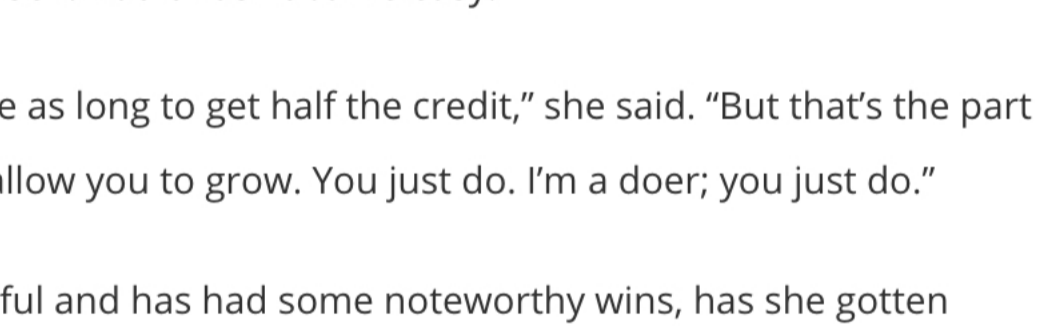 e as long to get half the credit,” she said. “But that’s the part
llow you to grow. You just do. I’m a doer; you just do.”
ful and has had some noteworthy wins, has she gotten